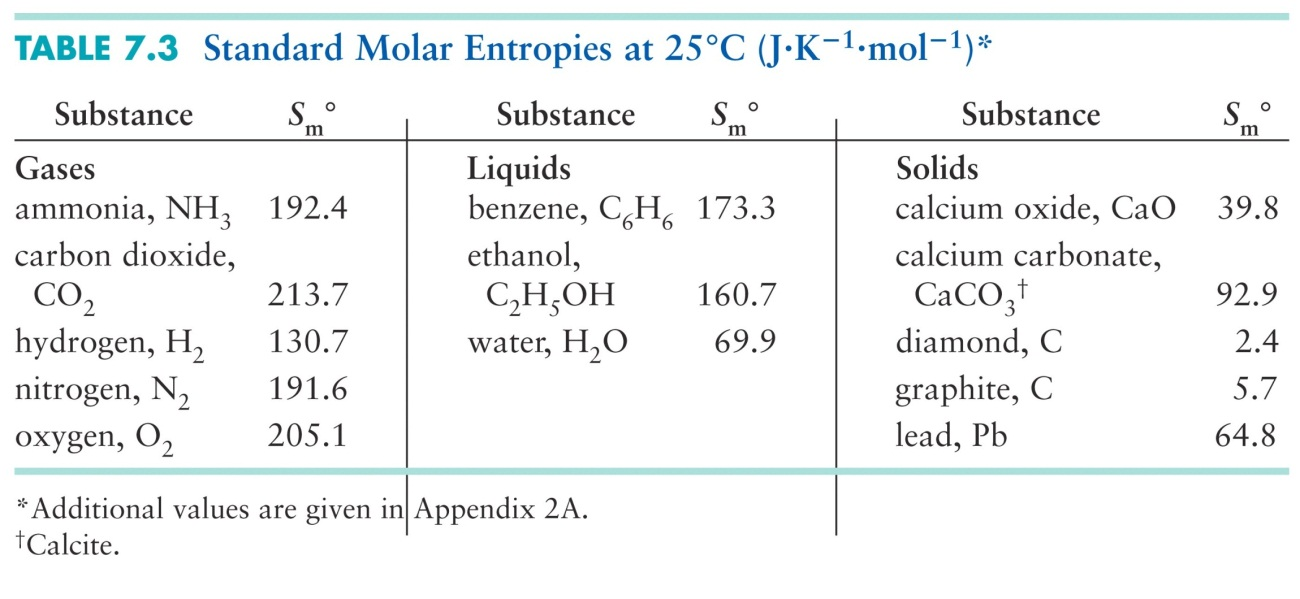 TABLE 7.3 Standard Molar Entropies at 25°C (J·K⁻¹·mol⁻¹)*
Substance Sₘ° Substance Sₘ° Substance Sₘ°
Gases Liquids Solids
ammonia, NH₃ 192.4 benzene, C₆H₆ 173.3 calcium oxide, CaO 39.8
carbon dioxide, ethanol, calcium carbonate,
CO₂ 213.7 C₂H₅OH 160.7 CaCO₃† 92.9
hydrogen, H₂ 130.7 water, H₂O 69.9 diamond, C 2.4
nitrogen, N₂ 191.6 graphite, C 5.7
oxygen, O₂ 205.1 lead, Pb 64.8
*Additional values are given in Appendix 2A.
†Calcite.